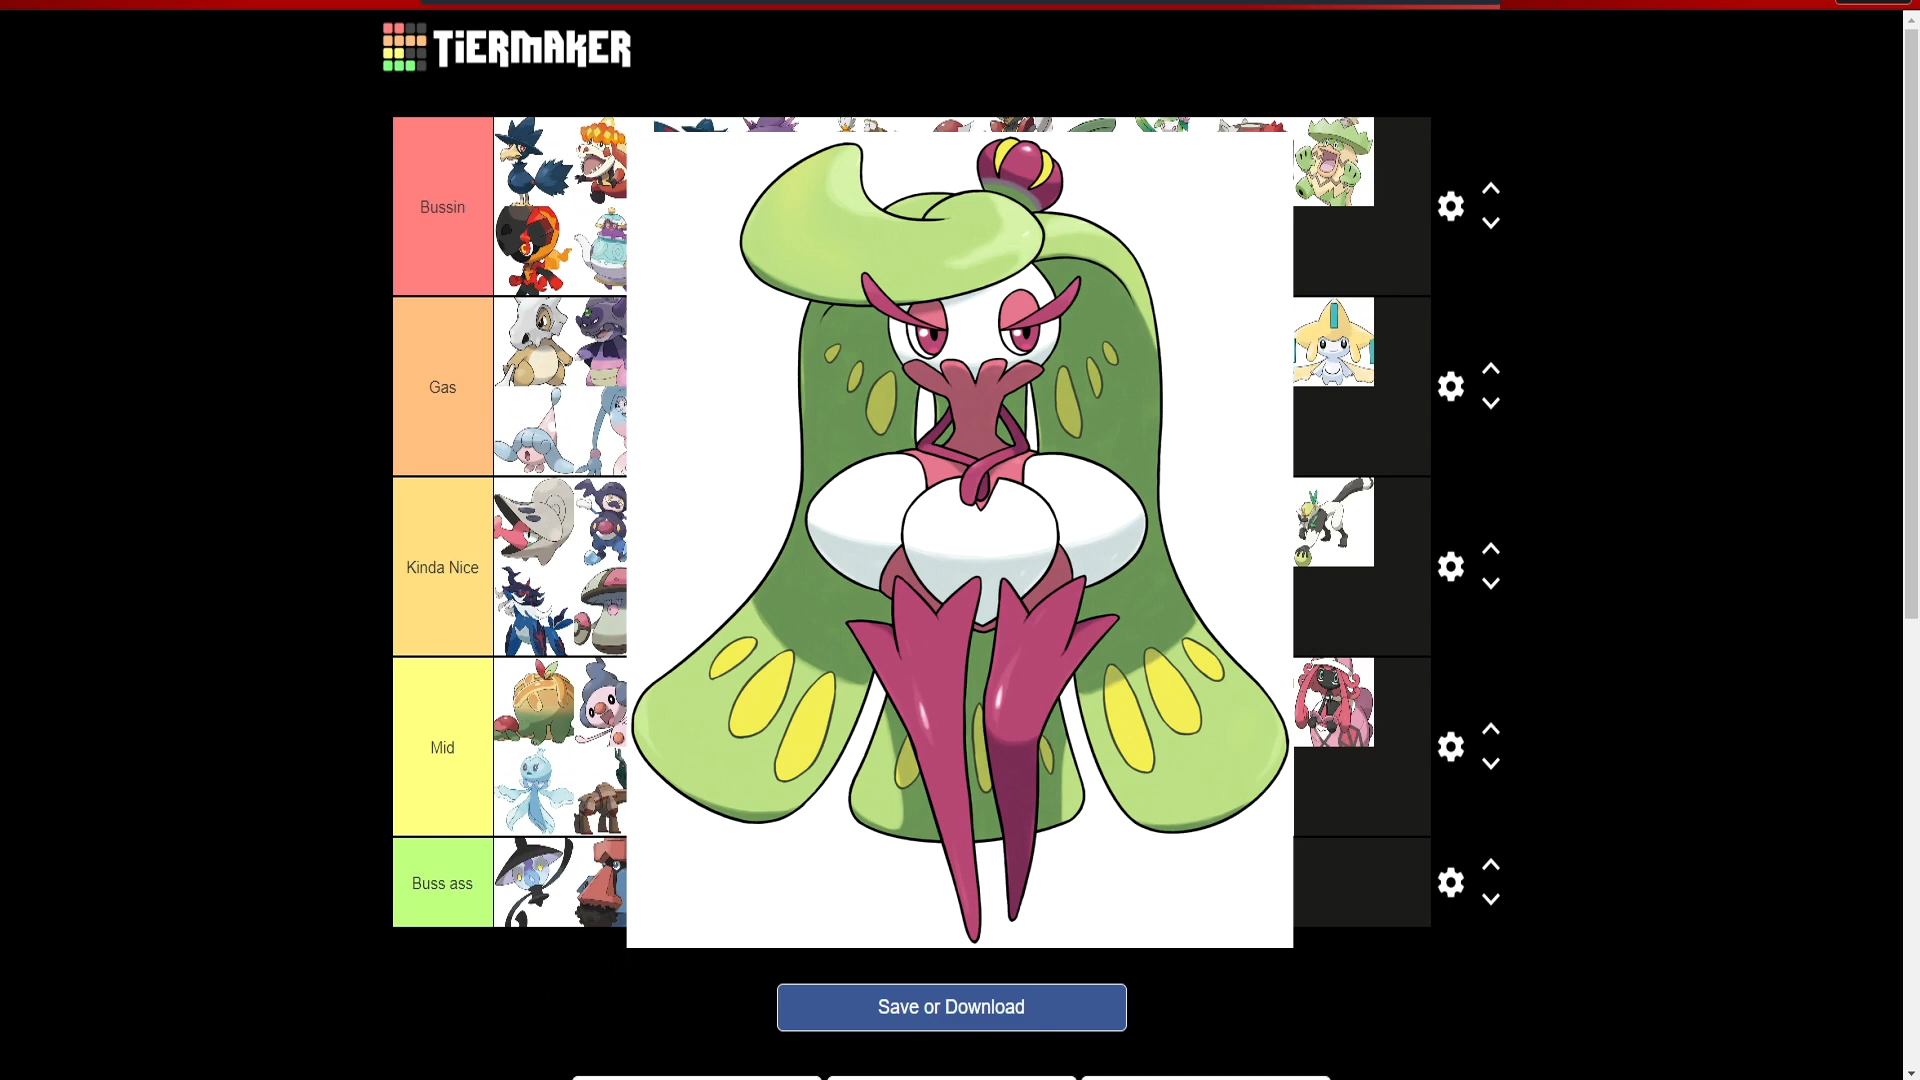 TiERMAKER
Bussin
Gas
Kinda Nice
Mid
Buss ass
Save or Download